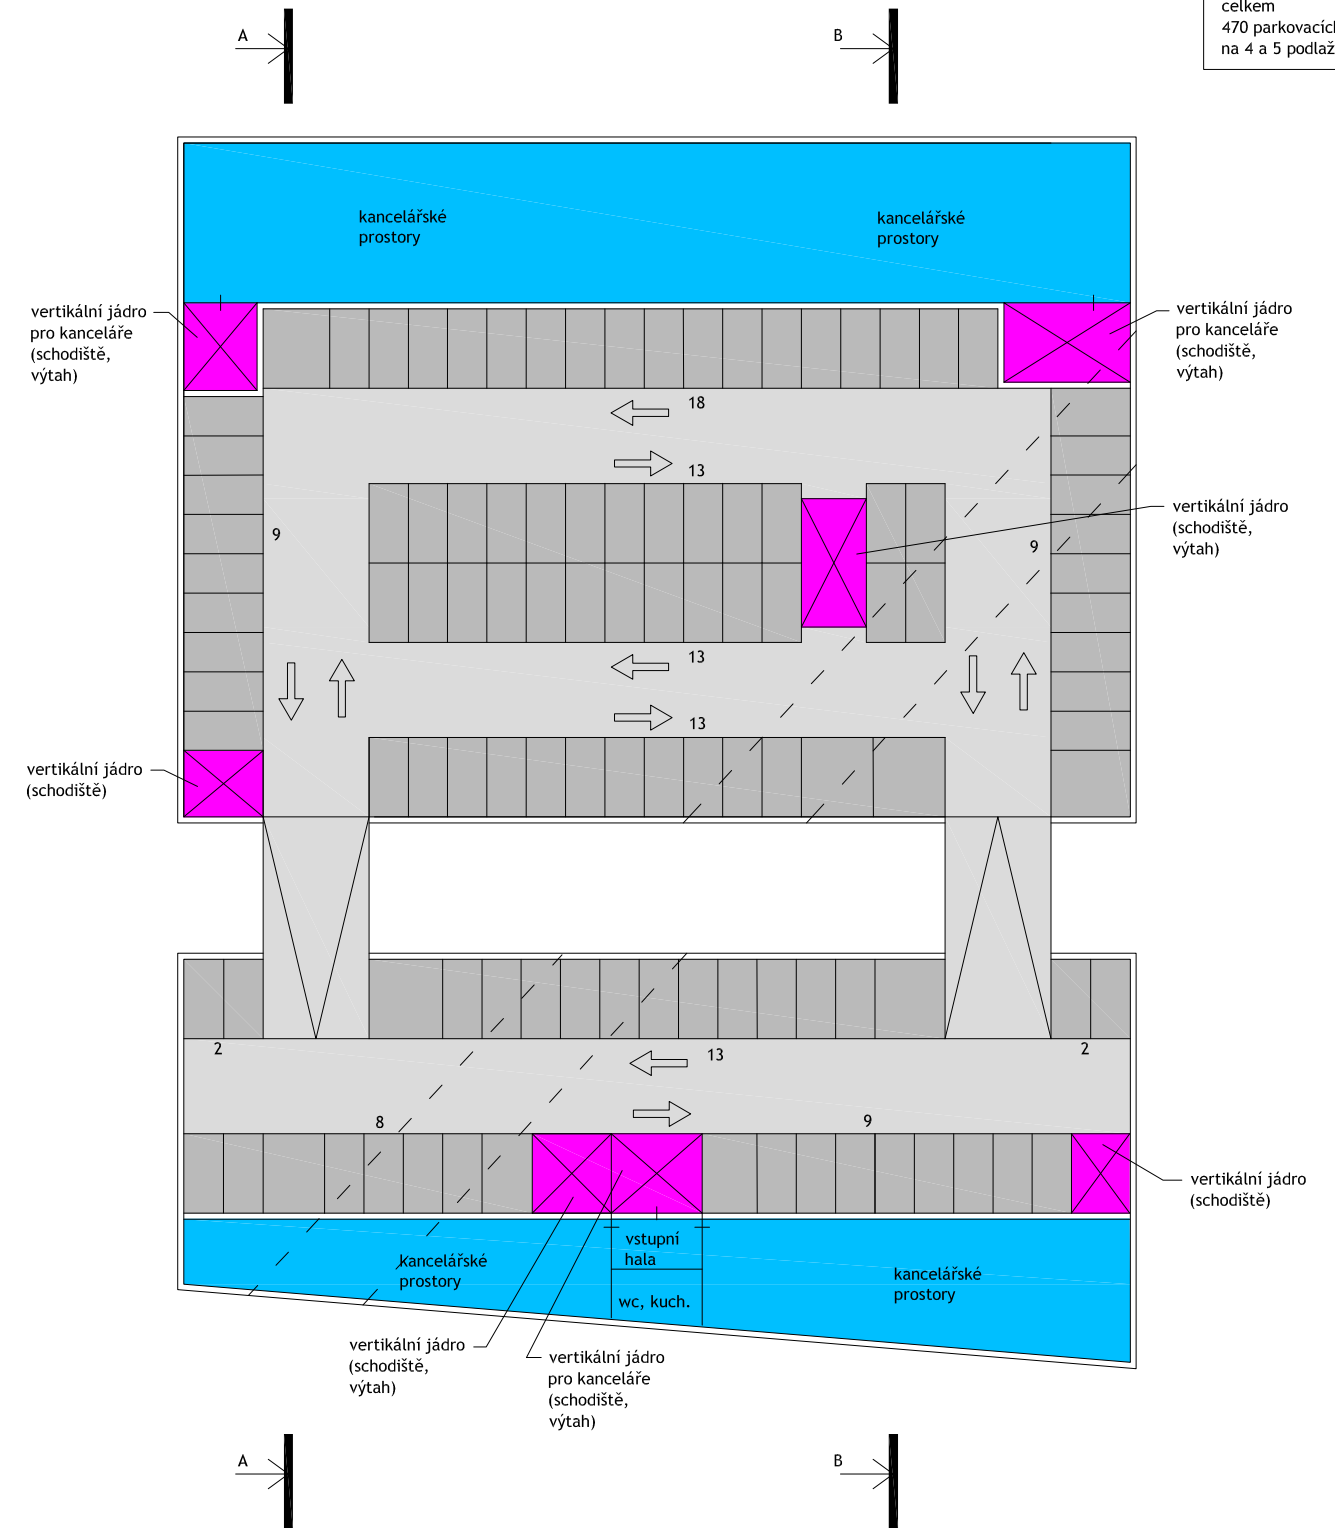 celkem
470 parkovacích
na 4 a 5 podlaž
A
B
kancelářské
prostory
kancelářské
prostory
vertikální jádro
pro kanceláře
(schodiště,
výtah)
vertikální jádro
pro kanceláře
(schodiště,
výtah)
18
13
9
9
vertikální jádro
(schodiště,
výtah)
13
13
vertikální jádro
(schodiště)
2
13
2
8
9
vertikální jádro
(schodiště)
vstupní
hala
wc, kuch.
kancelářské
prostory
kancelářské
prostory
vertikální jádro
(schodiště,
výtah)
vertikální jádro
pro kanceláře
(schodiště,
výtah)
A
B